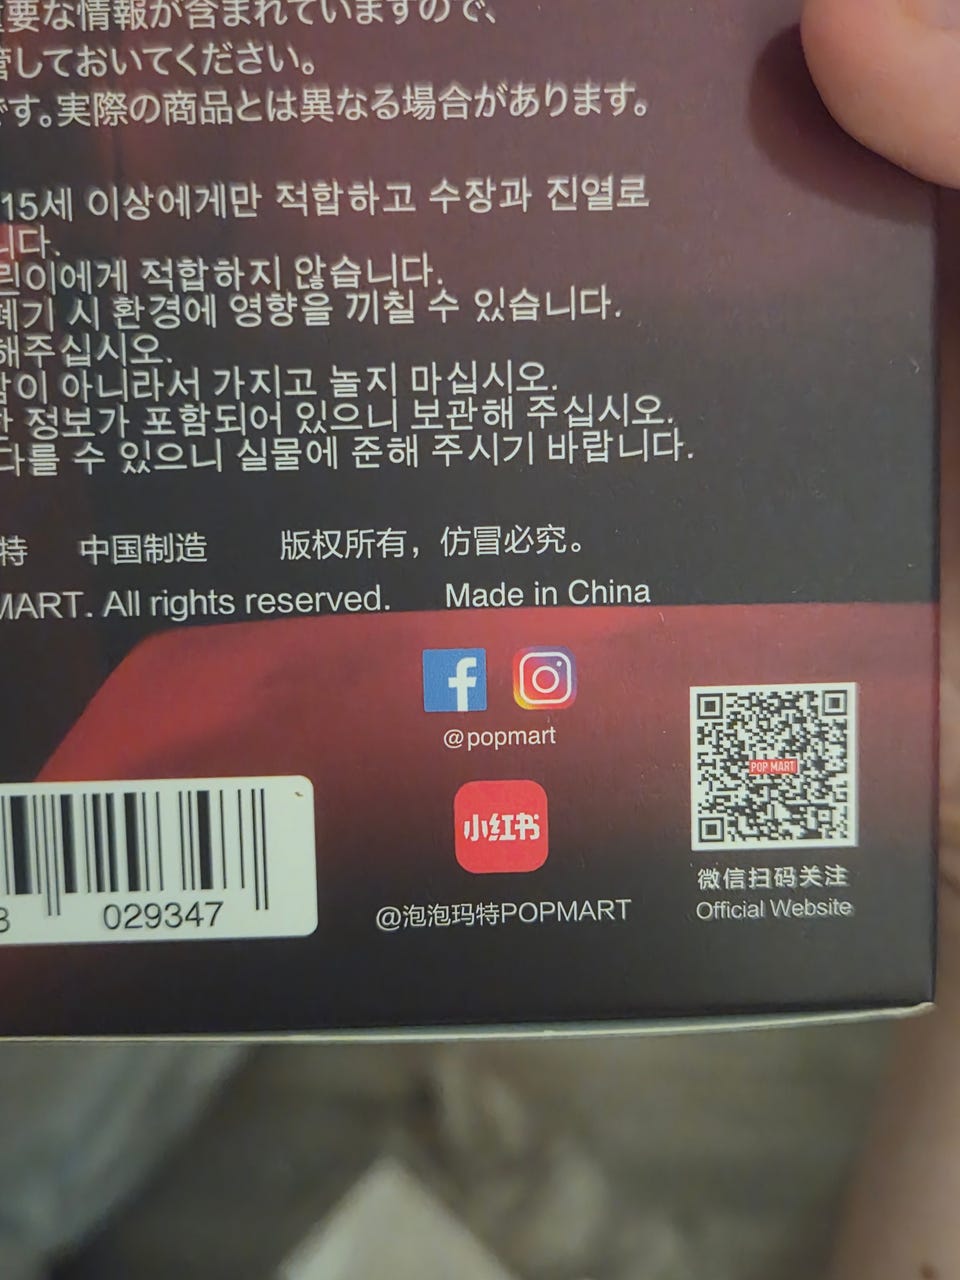 要な情報が含まれていますので、
管しておいてください。
です。実際の商品とは異なる場合があります。
15세 이상에게만 적합하고 수장과 진열로
니다.
린이에게 적합하지 않습니다.
폐기 시 환경에 영향을 끼칠 수 있습니다.
해주십시오.
이 아니라서 가지고 놀지 마십시오.
한 정보가 포함되어 있으니 보관해 주십시오.
다를 수 있으니 실물에 준해 주시기 바랍니다.
特 中国制造 版权所有，仿冒必究。
MART. All rights reserved. Made in China
f
@popmart
POP MART
小红书
微信扫码关注
Official Website
@泡泡玛特POPMART
029347